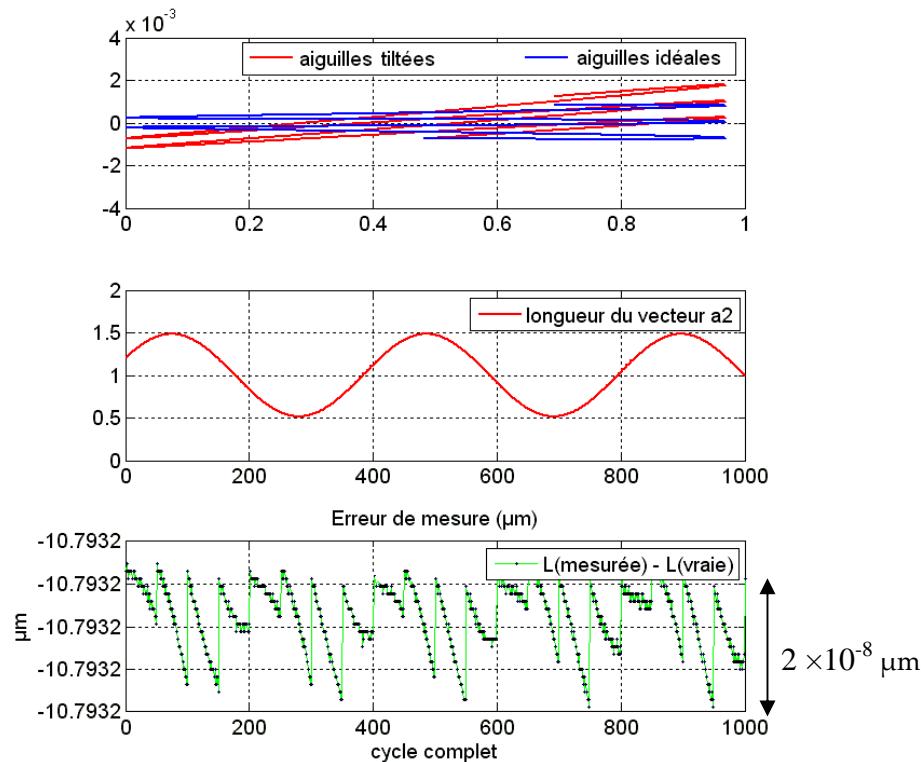 x 10⁻³
4
2
0
-2
-4
aiguilles tiltées aiguilles idéales
0 0.2 0.4 0.6 0.8 1
2
1.5
1
0.5
0
longueur du vecteur a2
0 200 400 600 800 1000
Erreur de mesure (µm)
-10.7932
-10.7932
-10.7932
-10.7932
-10.7932
µm
L(mesurée) - L(vraie)
2 ×10⁻⁸ µm
0 200 400 600 800 1000
cycle complet